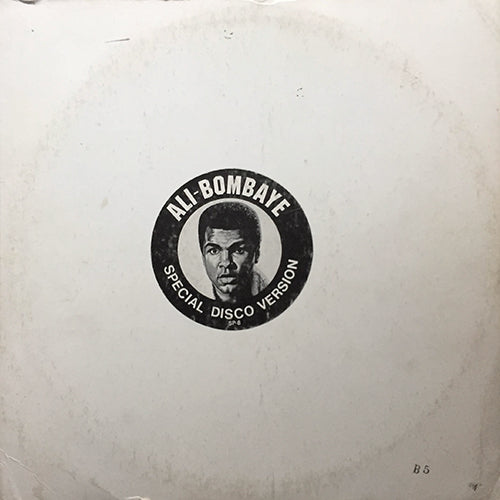 ALI-BOMBAYE
SPECIAL DISCO VERSION
SP-8
B5